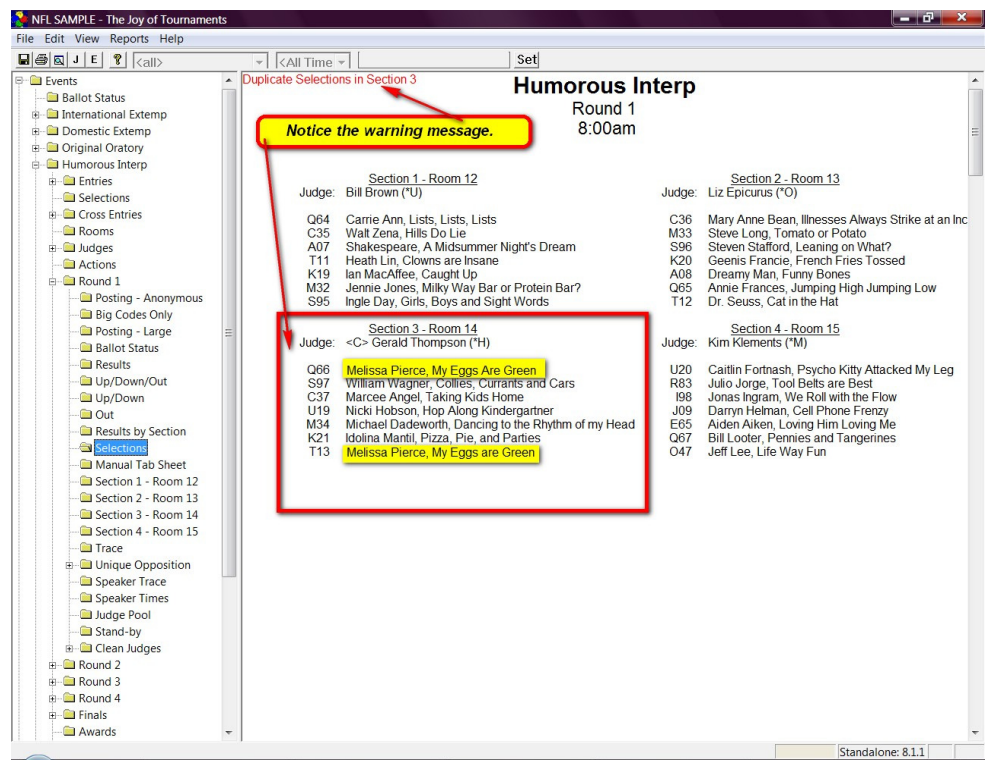 NFL SAMPLE - The Joy of Tournaments
File Edit View Reports Help
J E ? <all> <All Time Set
Events
Ballot Status
International Extemp
Domestic Extemp
Original Oratory
Humorous Interp
Entries
Selections
Cross Entries
Rooms
Judges
Actions
Round 1
Posting - Anonymous
Big Codes Only
Posting - Large
Ballot Status
Results
Up/Down/Out
Up/Down
Out
Results by Section
Selections
Manual Tab Sheet
Section 1 - Room 12
Section 2 - Room 13
Section 3 - Room 14
Section 4 - Room 15
Trace
Unique Opposition
Speaker Trace
Speaker Times
Judge Pool
Stand-by
Clean Judges
Round 2
Round 3
Round 4
Finals
Awards
Duplicate Selections in Section 3
Humorous Interp
Round 1
8:00am
Notice the warning message.
Section 1 - Room 12
Judge: Bill Brown (*U)
Q64 Carrie Ann, Lists, Lists, Lists
C35 Walt Zena, Hills Do Lie
A07 Shakespeare, A Midsummer Night's Dream
T11 Heath Lin, Clowns are Insane
K19 Ian MacAffee, Caught Up
M32 Jennie Jones, Milky Way Bar or Protein Bar?
S95 Ingle Day, Girls, Boys and Sight Words
Section 2 - Room 13
Judge: Liz Epicurus (*O)
C36 Mary Anne Bean, Illnesses Always Strike at an Inc
M33 Steve Long, Tomato or Potato
S96 Steven Stafford, Leaning on What?
K20 Geenis Francie, French Fries Tossed
A08 Dreamy Man, Funny Bones
Q65 Annie Frances, Jumping High Jumping Low
T12 Dr. Seuss, Cat in the Hat
Section 3 - Room 14
Judge: <C> Gerald Thompson (*H)
Q66 Melissa Pierce, My Eggs Are Green
S97 William Wagner, Collies, Currants and Cars
C37 Marcee Angel, Taking Kids Home
U19 Nicki Hobson, Hop Along Kindergartner
M34 Michael Dadeworth, Dancing to the Rhythm of my Head
K21 Idolina Mantil, Pizza, Pie, and Parties
T13 Melissa Pierce, My Eggs are Green
Section 4 - Room 15
Judge: Kim Klements (*M)
U20 Caitlin Fortnash, Psycho Kitty Attacked My Leg
R83 Julio Jorge, Tool Belts are Best
I98 Jonas Ingram, We Roll with the Flow
J09 Darryn Helman, Cell Phone Frenzy
E65 Aiden Aiken, Loving Him Loving Me
Q67 Bill Looter, Pennies and Tangerines
O47 Jeff Lee, Life Way Fun
Standalone: 8.1.1